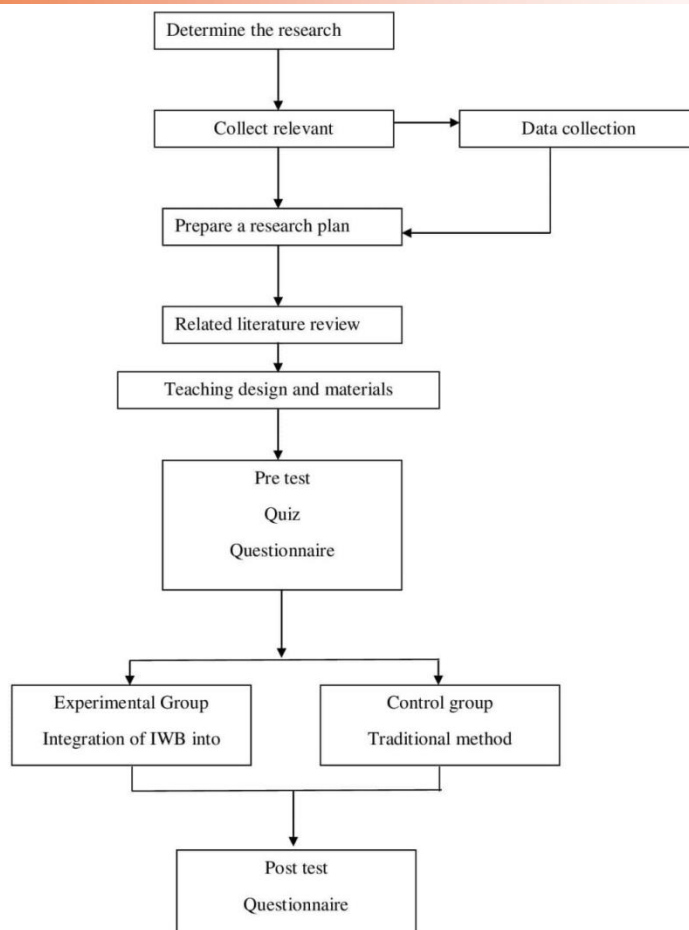 Determine the research
Collect relevant
Data collection
Prepare a research plan
Related literature review
Teaching design and materials
Pre test
Quiz
Questionnaire
Experimental Group
Integration of IWB into
Control group
Traditional method
Post test
Questionnaire